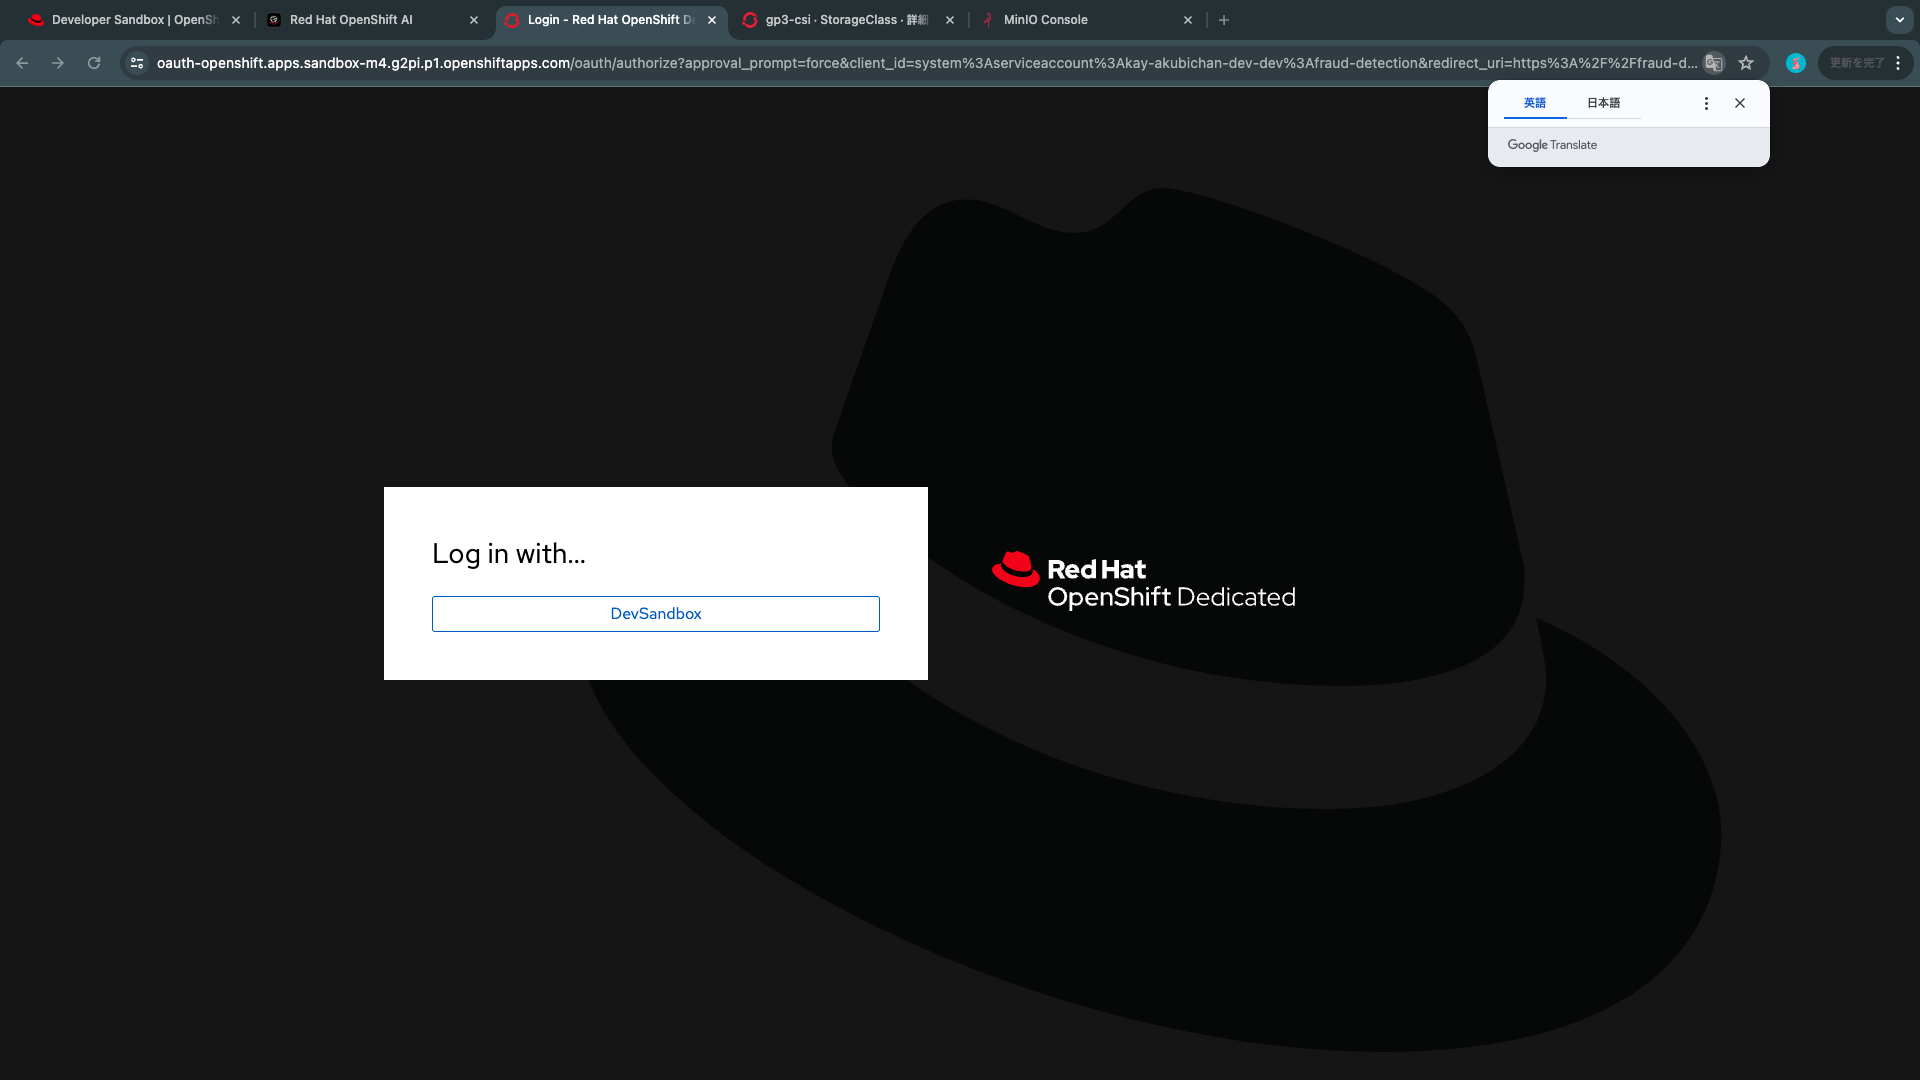 Developer Sandbox | OpenSh
Red Hat OpenShift AI
Login - Red Hat OpenShift De
gp3-csi · StorageClass · 詳細
MinIO Console
oauth-openshift.apps.sandbox-m4.g2pi.p1.openshiftapps.com/oauth/authorize?approval_prompt=force&client_id=system%3Aserviceaccount%3Akay-akubichan-dev-dev%3Afraud-detection&redirect_uri=https%3A%2F%2Ffraud-d...
更新を完了
英語
日本語
Google Translate
Log in with...
DevSandbox
Red Hat
OpenShift Dedicated